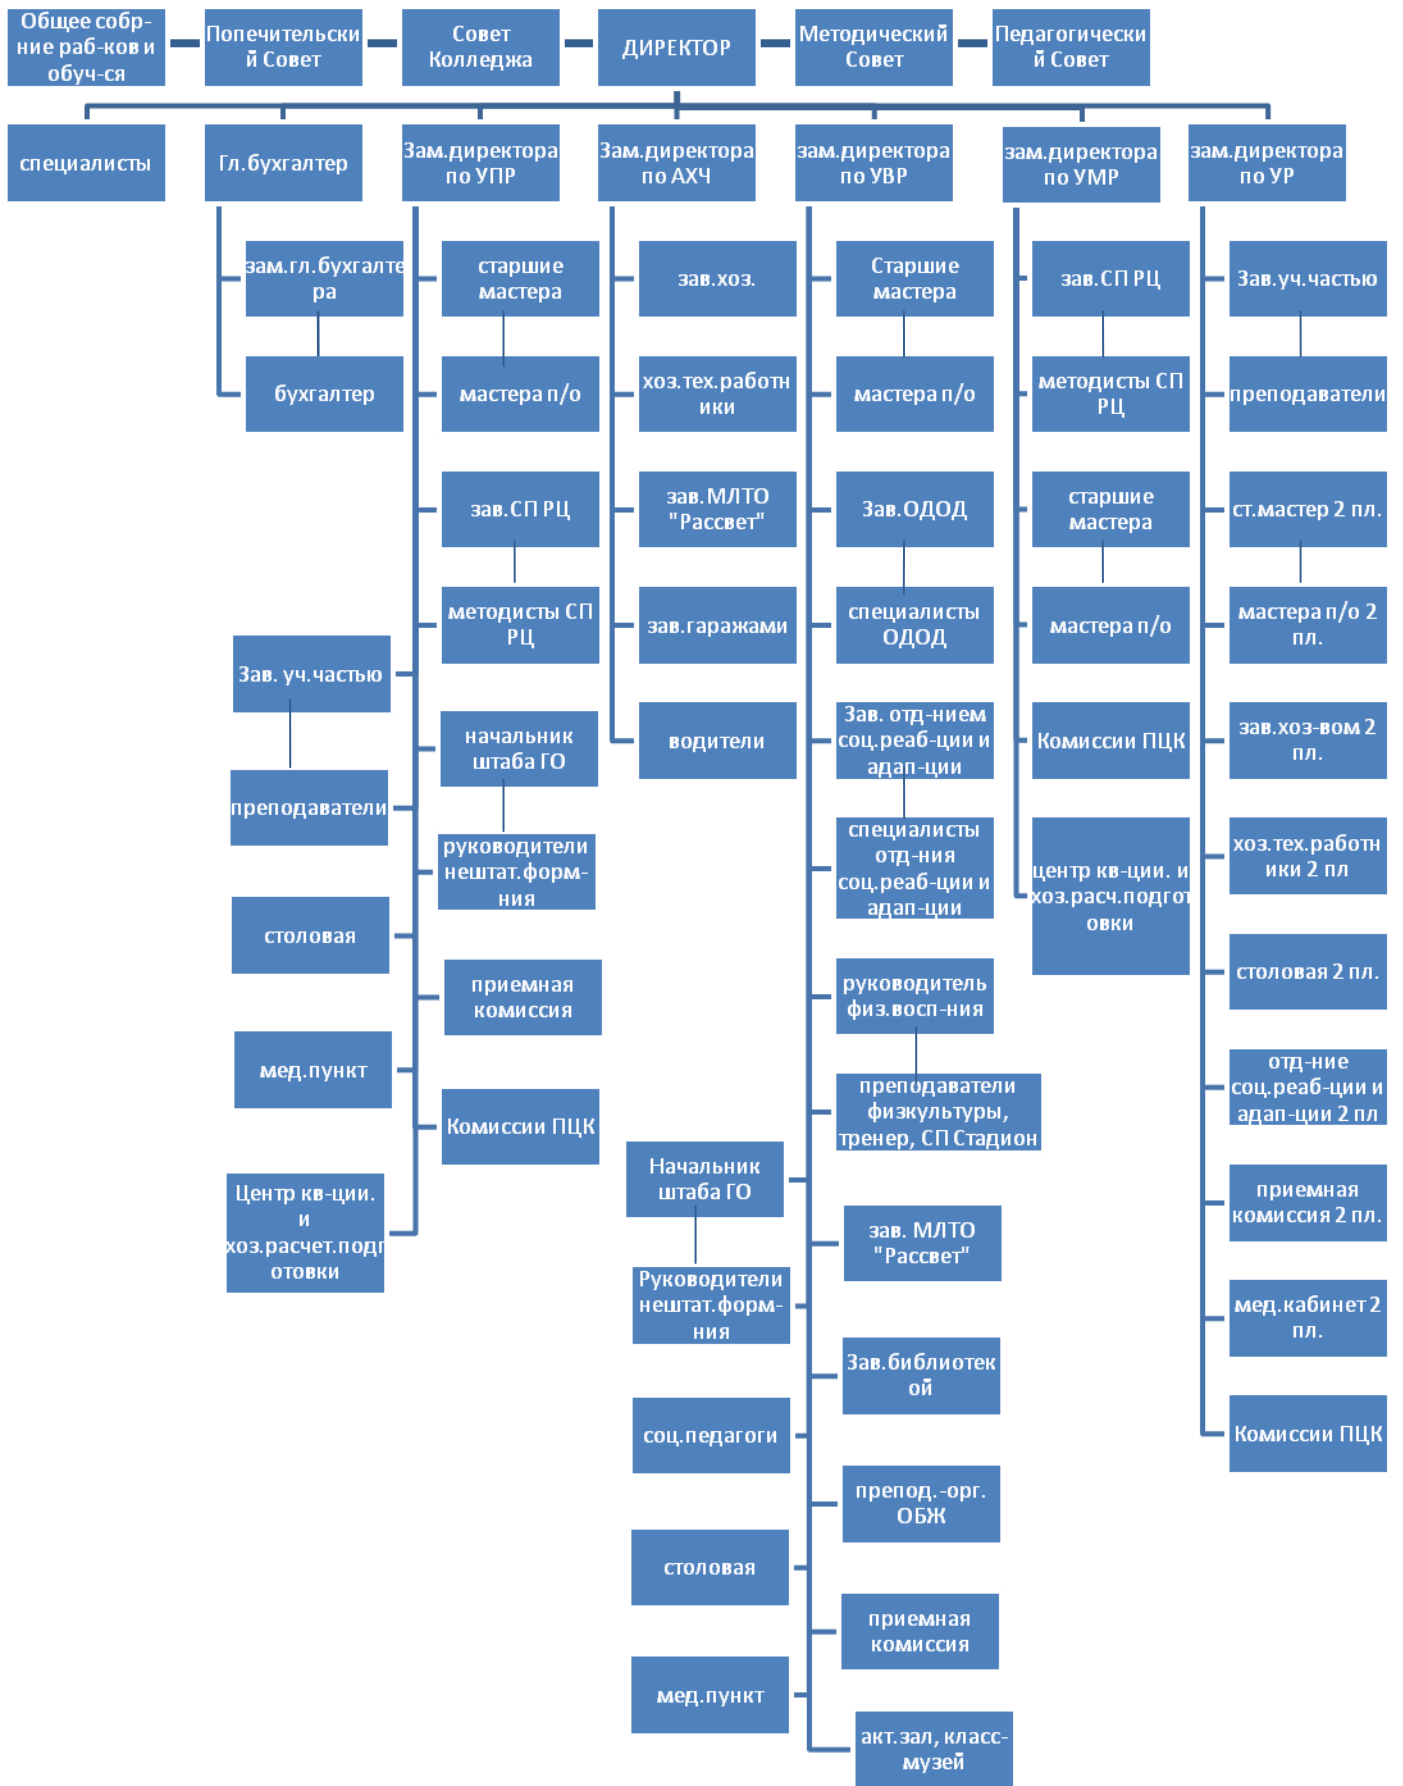 Общее собр-
ние раб-ков и
обуч-ся
Попечительски
й Совет
Совет
Колледжа
ДИРЕКТОР
Методический
Совет
Педагогически
й Совет
специалисты
Гл.бухгалтер
Зам.директора
по УПР
Зам.директора
по АХЧ
зам.директора
по УВР
зам.директора
по УМР
зам.директора
по УР
зам.гл.бухгалте
ра
бухгалтер
старшие
мастера
мастера п/о
зав.СП РЦ
методисты СП
РЦ
Зав. уч.частью
начальник
штаба ГО
преподаватели
руководители
нештат.форм-
ния
столовая
приемная
комиссия
мед.пункт
Комиссии ПЦК
Центр кв-ции.
и
хоз.расчет.подг
отовки
зав.хоз.
хоз.тех.работн
ики
зав.МЛТО
"Рассвет"
зав.гаражами
водители
Старшие
мастера
мастера п/о
Зав.ОДОД
специалисты
ОДОД
Зав. отд-нием
соц.реаб-ции и
адап-ции
специалисты
отд-ния
соц.реаб-ции и
адап-ции
руководитель
физ.восп-ния
преподаватели
физкультуры,
тренер, СП Стадион
Начальник
штаба ГО
зав. МЛТО
"Рассвет"
Руководители
нештат.форм-
ния
Зав.библиотек
ой
соц.педагоги
препод.-орг.
ОБЖ
столовая
приемная
комиссия
мед.пункт
акт.зал, класс-
музей
зав.СП РЦ
методисты СП
РЦ
старшие
мастера
мастера п/о
Комиссии ПЦК
центр кв-ции. и
хоз.расч.подгот
овки
Зав.уч.частью
преподаватели
ст.мастер 2 пл.
мастера п/о 2
пл.
зав.хоз-вом 2
пл.
хоз.тех.работн
ики 2 пл
столовая 2 пл.
отд-ние
соц.реаб-ции и
адап-ции 2 пл
приемная
комиссия 2 пл.
мед.кабинет 2
пл.
Комиссии ПЦК